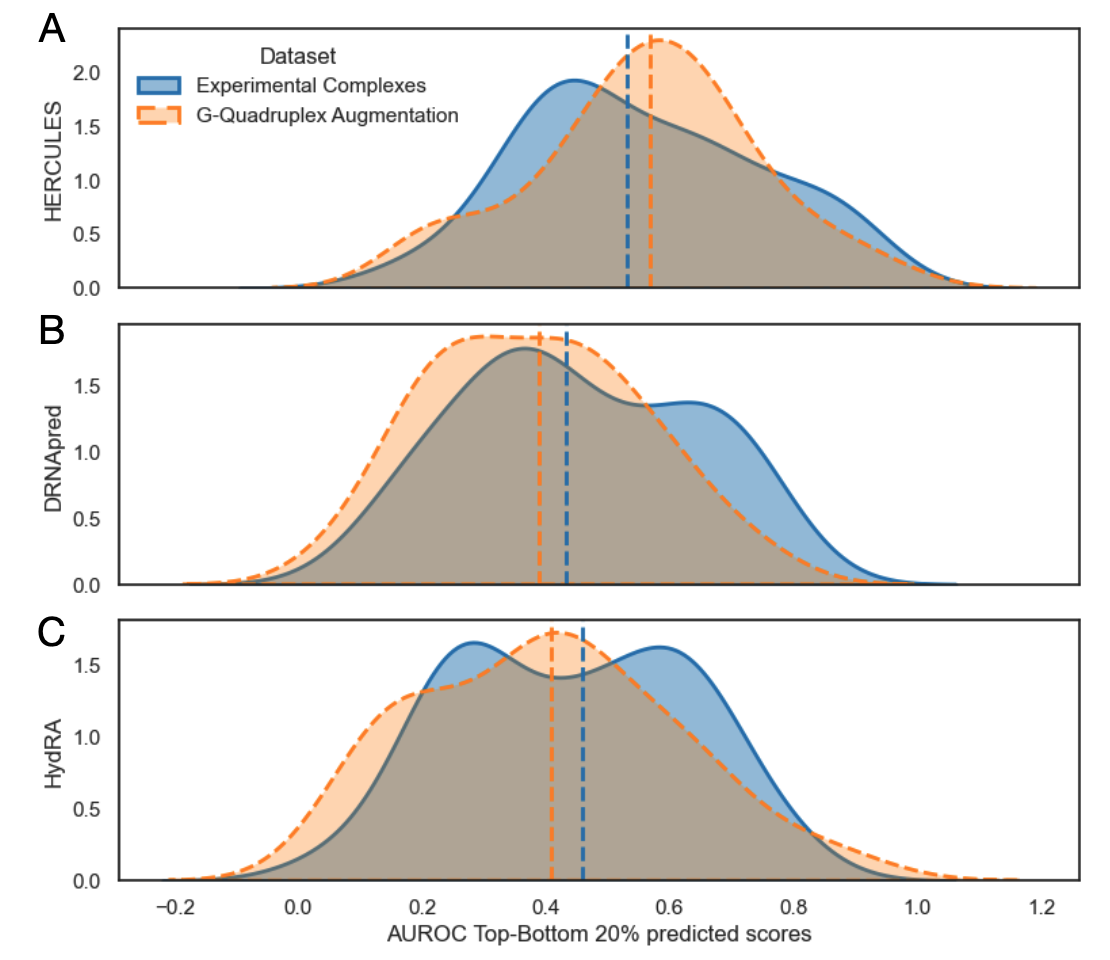 A
HERCULES
2.0
1.5
1.0
0.5
0.0
Dataset
Experimental Complexes
G-Quadruplex Augmentation
B
DRNApred
1.5
1.0
0.5
0.0
C
HydRA
1.5
1.0
0.5
0.0
−0.2 0.0 0.2 0.4 0.6 0.8 1.0 1.2
AUROC Top-Bottom 20% predicted scores